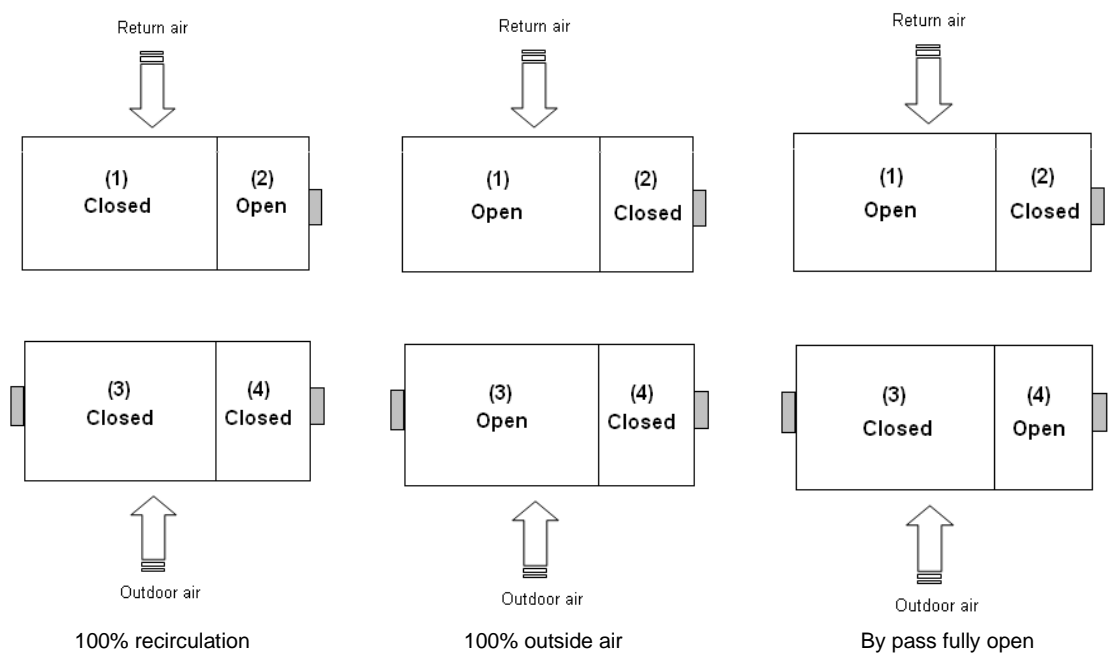 Return air
(1)
Closed
(2)
Open
(3)
Closed
(4)
Closed
Outdoor air
100% recirculation
Return air
(1)
Open
(2)
Closed
(3)
Open
(4)
Closed
Outdoor air
100% outside air
Return air
(1)
Open
(2)
Closed
(3)
Closed
(4)
Open
Outdoor air
By pass fully open